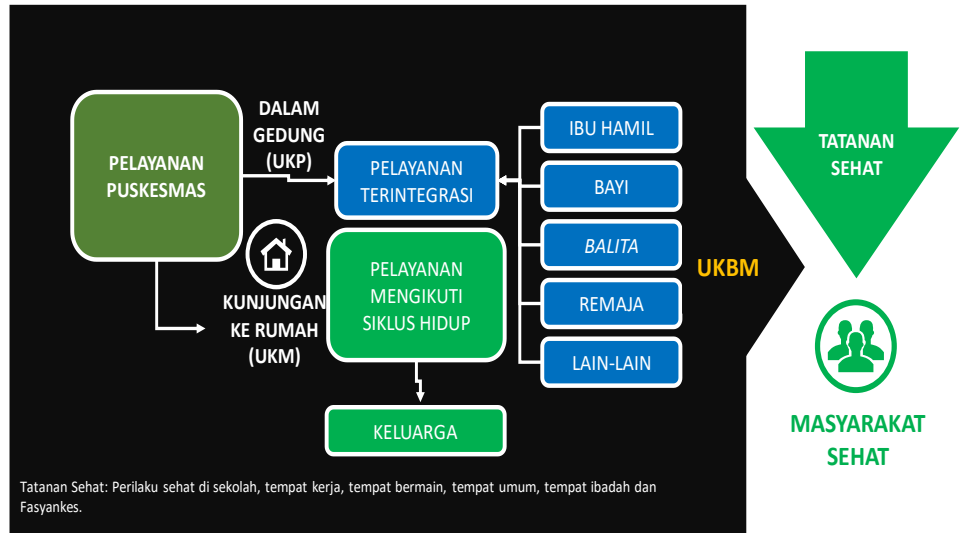 PELAYANAN
PUSKESMAS
DALAM
GEDUNG
(UKP)
KUNJUNGAN
KE RUMAH
(UKM)
PELAYANAN
TERINTEGRASI
PELAYANAN
MENGIKUTI
SIKLUS HIDUP
KELUARGA
IBU HAMIL
BAYI
BALITA
REMAJA
LAIN-LAIN
UKBM
TATANAN
SEHAT
MASYARAKAT
SEHAT
Tatanan Sehat: Perilaku sehat di sekolah, tempat kerja, tempat bermain, tempat umum, tempat ibadah dan
Fasyankes.